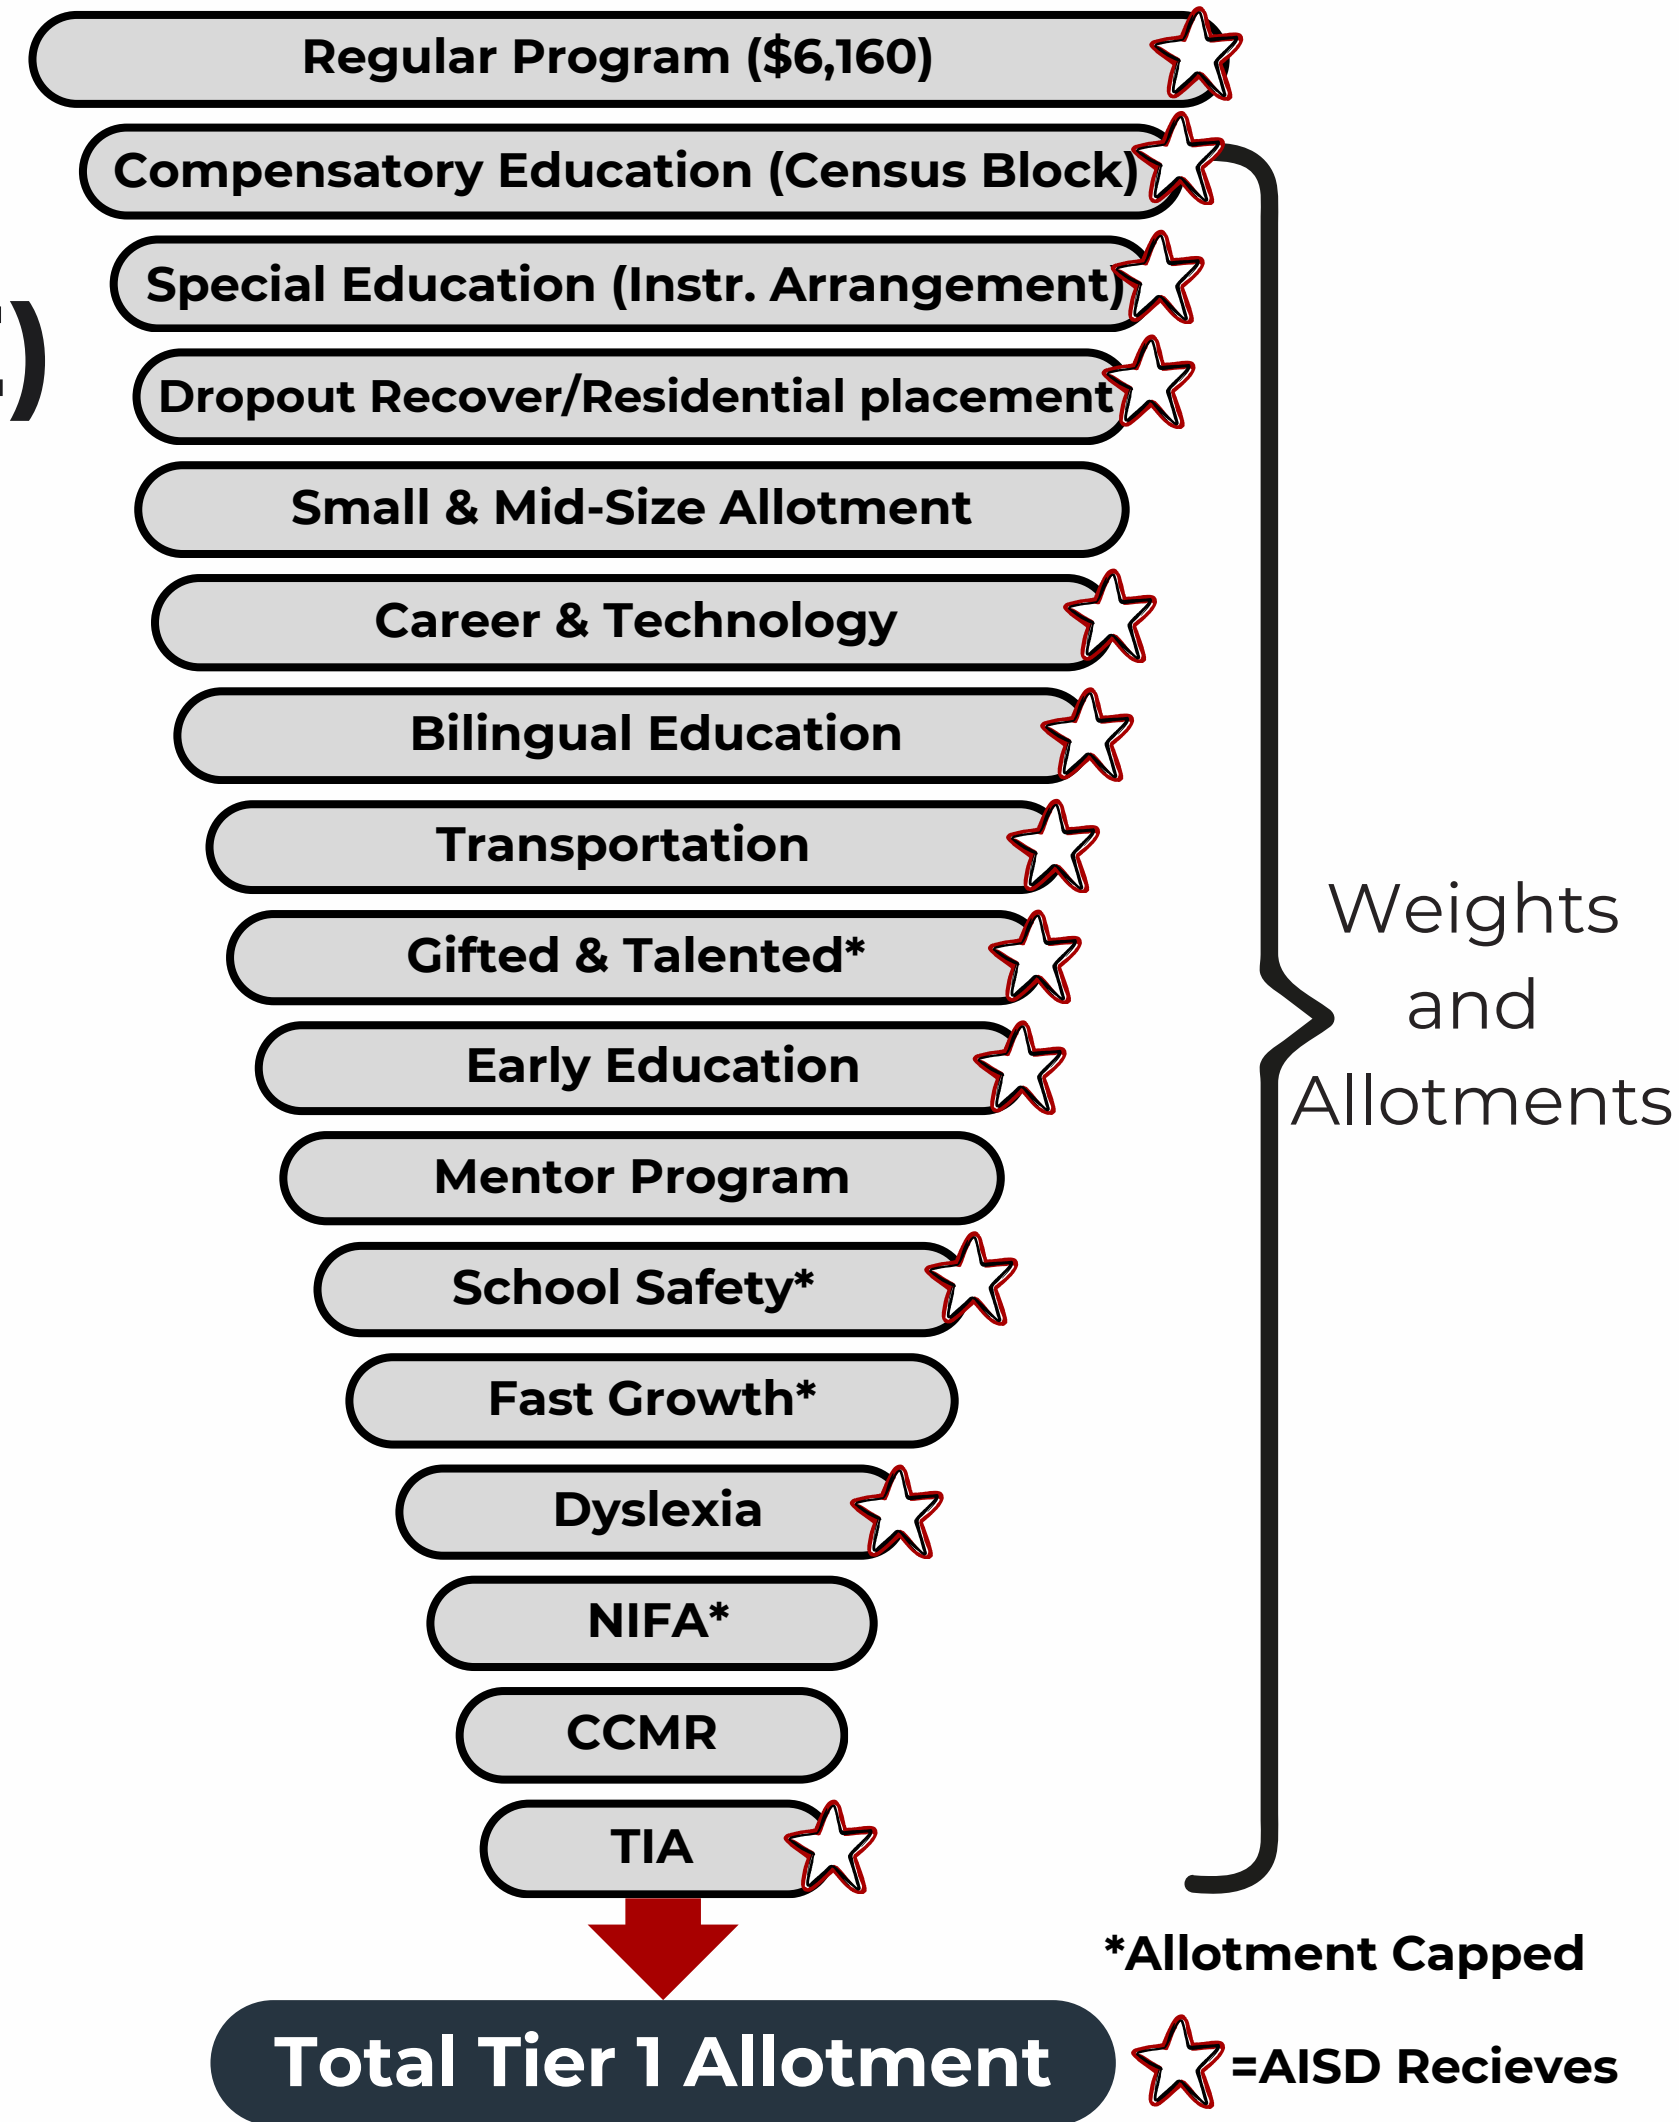 Regular Program ($6,160)
Compensatory Education (Census Block)
Special Education (Instr. Arrangement)
)
Dropout Recover/Residential placement
Small & Mid-Size Allotment
Career & Technology
Bilingual Education
Transportation
Gifted & Talented*
Early Education
Mentor Program
School Safety*
Fast Growth*
Dyslexia
NIFA*
CCMR
TIA
Weights
and
Allotments
*Allotment Capped
Total Tier 1 Allotment
=AISD Recieves